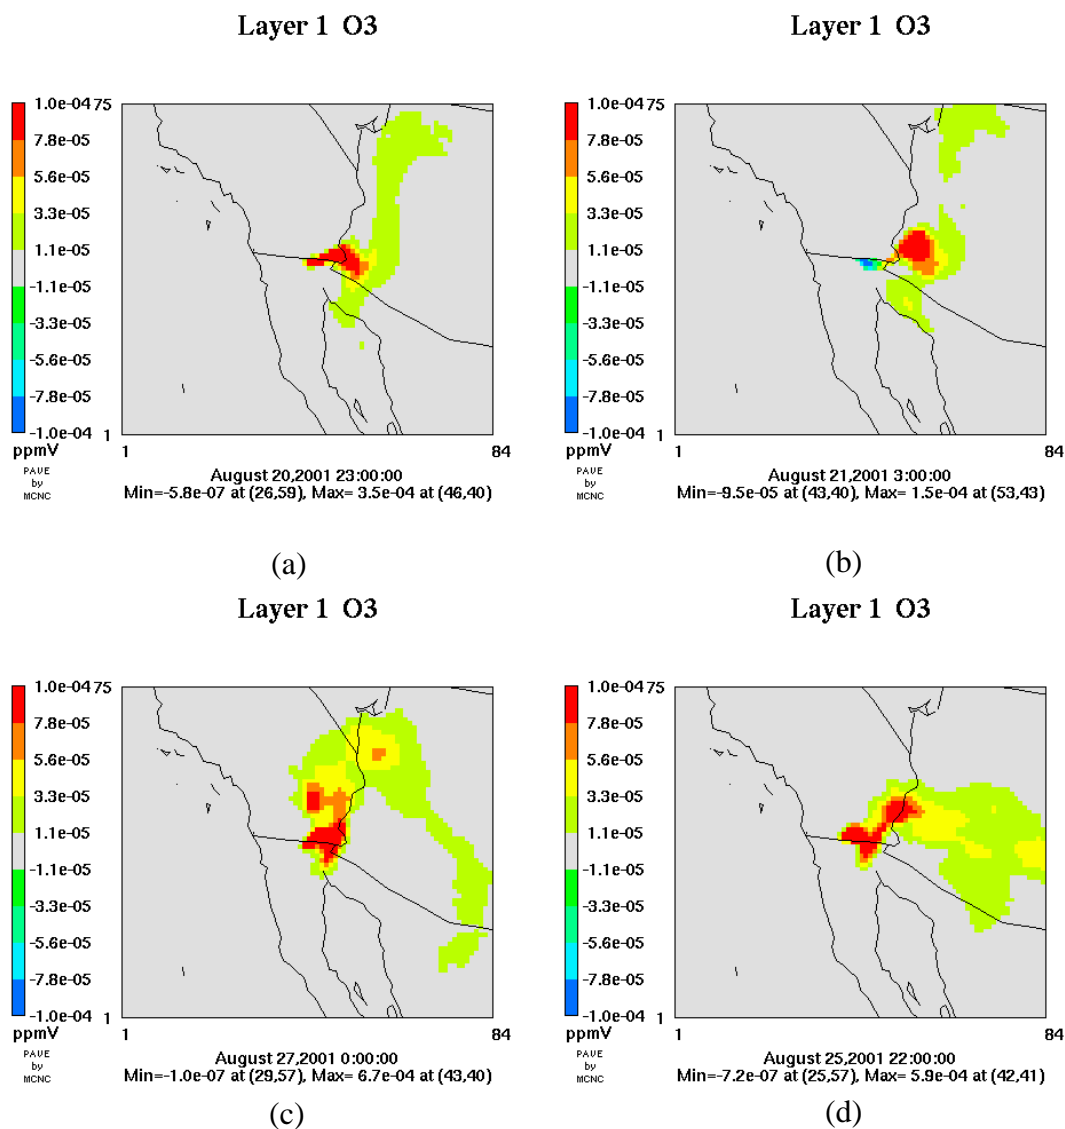 Layer 1 O3
1.0e-04
7.8e-05
5.6e-05
3.3e-05
1.1e-05
-1.1e-05
-3.3e-05
-5.6e-05
-7.8e-05
-1.0e-04
ppmV
PAVE
by
MCNC
75
1
1
84
August 20,2001 23:00:00
Min=-5.8e-07 at (26,59), Max= 3.5e-04 at (46,40)
(a)
Layer 1 O3
1.0e-04
7.8e-05
5.6e-05
3.3e-05
1.1e-05
-1.1e-05
-3.3e-05
-5.6e-05
-7.8e-05
-1.0e-04
ppmV
PAVE
by
MCNC
75
1
1
84
August 21,2001 3:00:00
Min=-9.5e-05 at (43,40), Max= 1.5e-04 at (53,43)
(b)
Layer 1 O3
1.0e-04
7.8e-05
5.6e-05
3.3e-05
1.1e-05
-1.1e-05
-3.3e-05
-5.6e-05
-7.8e-05
-1.0e-04
ppmV
PAVE
by
MCNC
75
1
1
84
August 27,2001 0:00:00
Min=-1.0e-07 at (29,57), Max= 6.7e-04 at (43,40)
(c)
Layer 1 O3
1.0e-04
7.8e-05
5.6e-05
3.3e-05
1.1e-05
-1.1e-05
-3.3e-05
-5.6e-05
-7.8e-05
-1.0e-04
ppmV
PAVE
by
MCNC
75
1
1
84
August 25,2001 22:00:00
Min=-7.2e-07 at (25,57), Max= 5.9e-04 at (42,41)
(d)